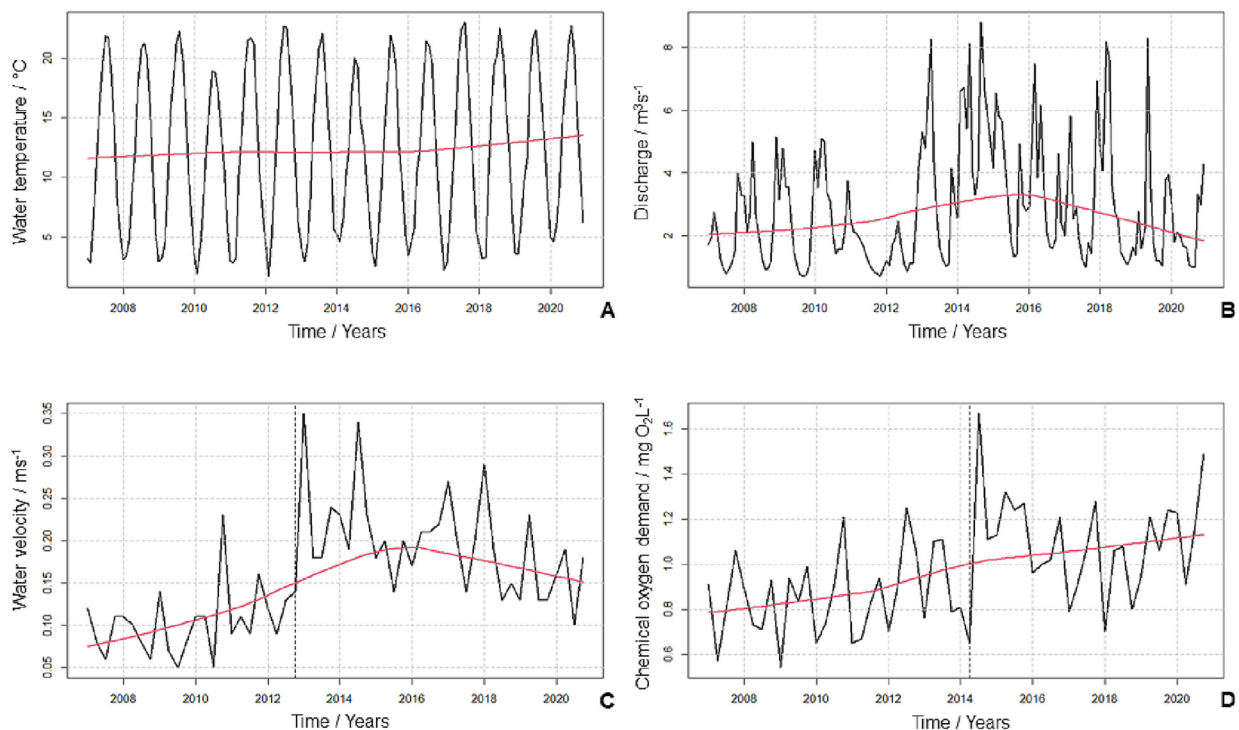 Water temperature / °C
20
15
10
5
2008 2010 2012 2014 2016 2018 2020
Time / Years
A
Discharge / m³s⁻¹
8
6
4
2
2008 2010 2012 2014 2016 2018 2020
Time / Years
B
Water velocity / ms⁻¹
0.35
0.30
0.25
0.20
0.15
0.10
0.05
2008 2010 2012 2014 2016 2018 2020
Time / Years
C
Chemical oxygen demand / mg O₂L⁻¹
1.6
1.4
1.2
1.0
0.8
0.6
2008 2010 2012 2014 2016 2018 2020
Time / Years
D